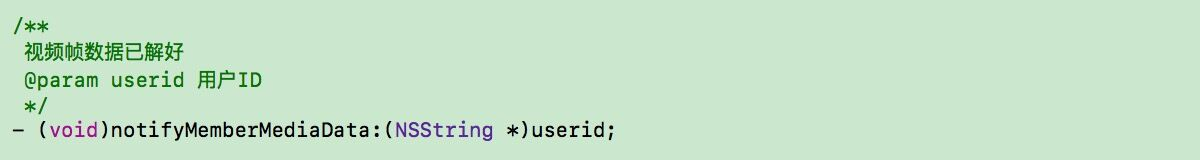 /**
视频帧数据已解好
@param userid 用户ID
*/
- (void)notifyMemberMediaData:(NSString *)userid;